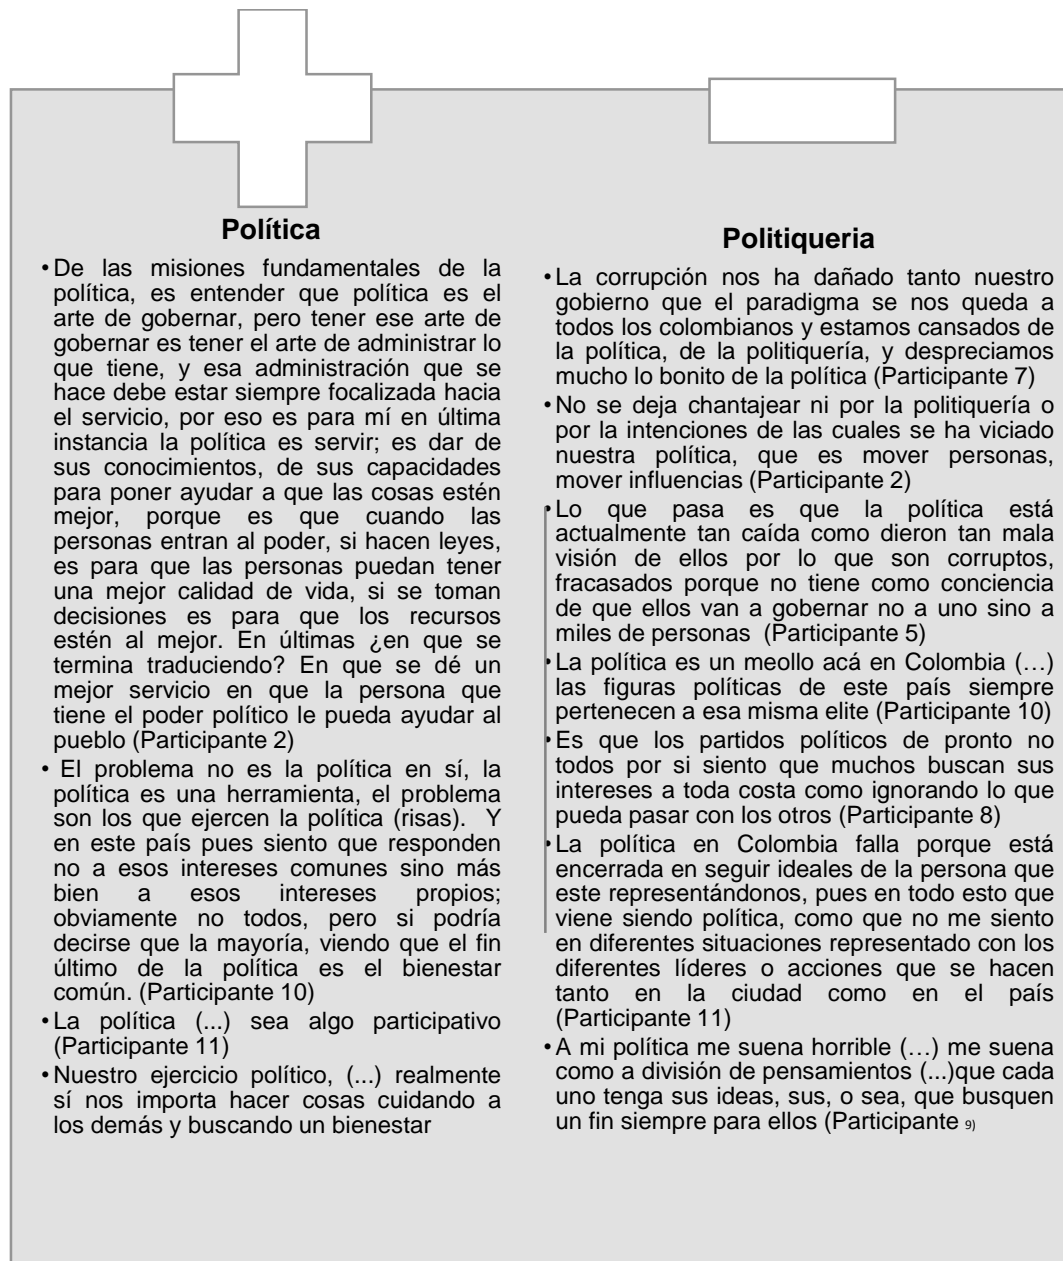 Política
• De las misiones fundamentales de la
política, es entender que política es el
arte de gobernar, pero tener ese arte de
gobernar es tener el arte de administrar lo
que tiene, y esa administración que se
hace debe estar siempre focalizada hacia
el servicio, por eso es para mí en última
instancia la política es servir; es dar de
sus conocimientos, de sus capacidades
para poner ayudar a que las cosas estén
mejor, porque es que cuando las
personas entran al poder, si hacen leyes,
es para que las personas puedan tener
una mejor calidad de vida, si se toman
decisiones es para que los recursos
estén al mejor. En últimas ¿en que se
termina traduciendo? En que se dé un
mejor servicio en que la persona que
tiene el poder político le pueda ayudar al
pueblo (Participante 2)
• El problema no es la política en sí, la
política es una herramienta, el problema
son los que ejercen la política (risas). Y
en este país pues siento que responden
no a esos intereses comunes sino más
bien a esos intereses propios;
obviamente no todos, pero si podría
decirse que la mayoría, viendo que el fin
último de la política es el bienestar
común. (Participante 10)
• La política (...) sea algo participativo
(Participante 11)
• Nuestro ejercicio político, (...) realmente
sí nos importa hacer cosas cuidando a
los demás y buscando un bienestar
Politiqueria
• La corrupción nos ha dañado tanto nuestro
gobierno que el paradigma se nos queda a
todos los colombianos y estamos cansados de
la política, de la politiquería, y despreciamos
mucho lo bonito de la política (Participante 7)
• No se deja chantajear ni por la politiquería o
por la intenciones de las cuales se ha viciado
nuestra política, que es mover personas,
mover influencias (Participante 2)
• Lo que pasa es que la política está
actualmente tan caída como dieron tan mala
visión de ellos por lo que son corruptos,
fracasados porque no tiene como conciencia
de que ellos van a gobernar no a uno sino a
miles de personas (Participante 5)
• La política es un meollo acá en Colombia (…)
las figuras políticas de este país siempre
pertenecen a esa misma elite (Participante 10)
• Es que los partidos políticos de pronto no
todos por si siento que muchos buscan sus
intereses a toda costa como ignorando lo que
pueda pasar con los otros (Participante 8)
• La política en Colombia falla porque está
encerrada en seguir ideales de la persona que
este representándonos, pues en todo esto que
viene siendo política, como que no me siento
en diferentes situaciones representado con los
diferentes líderes o acciones que se hacen
tanto en la ciudad como en el país
(Participante 11)
• A mi política me suena horrible (…) me suena
como a división de pensamientos (...)que cada
uno tenga sus ideas, sus, o sea, que busquen
un fin siempre para ellos (Participante 9)